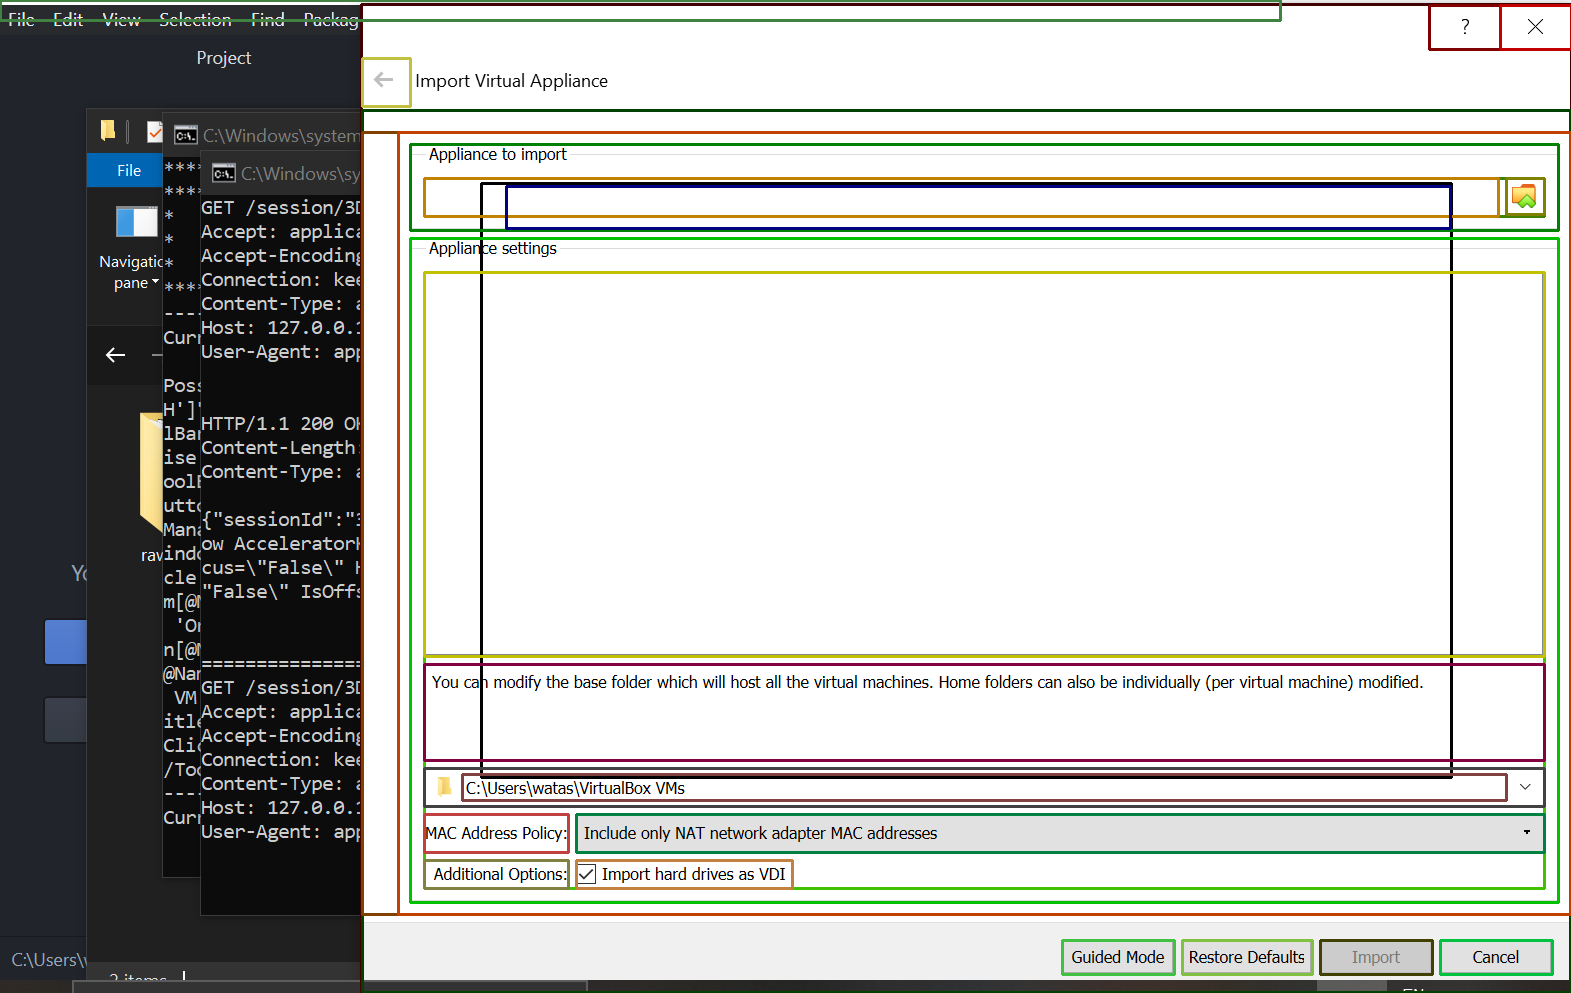 File Edit View Selection Find Packag
Project
?
Import Virtual Appliance
C:\Windows\system
File
C:\Windows\sy
Appliance to import
****
****
*
*
*
****
Navigatio
pane
GET /session/3D
Accept: applica
Accept-Encoding
Connection: kee
Content-Type: a
Host: 127.0.0.1
User-Agent: app
Appliance settings
----
Curr
Poss
H']"
lBar
ise
oolB
utto
Mana
indo
cle
m[@N
'Or
n[@N
@Nam
VM
itle
Clic
/Too
----
Curr
HTTP/1.1 200 OK
Content-Length:
Content-Type: a
{"sessionId":"3
ow AcceleratorK
cus=\"False\" H
"False\" IsOffs
===============
GET /session/3D
Accept: applica
Accept-Encoding
Connection: kee
Content-Type: a
Host: 127.0.0.1
User-Agent: app
raw
Yo
You can modify the base folder which will host all the virtual machines. Home folders can also be individually (per virtual machine) modified.
C:\Users\watas\VirtualBox VMs
MAC Address Policy:
Include only NAT network adapter MAC addresses
Additional Options:
Import hard drives as VDI
C:\Users\w
2 items
Guided Mode
Restore Defaults
Import
Cancel
EN